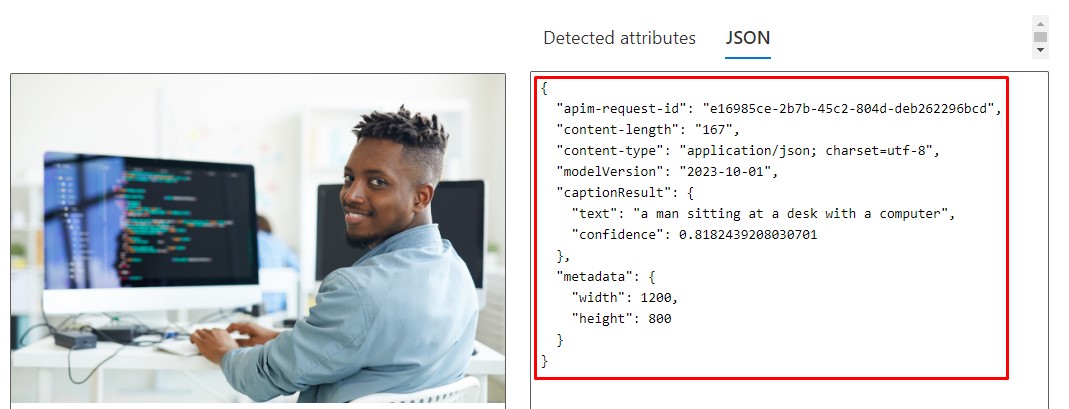 Detected attributes JSON
{
"apim-request-id": "e16985ce-2b7b-45c2-804d-deb262296bcd",
"content-length": "167",
"content-type": "application/json; charset=utf-8",
"modelVersion": "2023-10-01",
"captionResult": {
"text": "a man sitting at a desk with a computer",
"confidence": 0.8182439208030701
},
"metadata": {
"width": 1200,
"height": 800
}
}